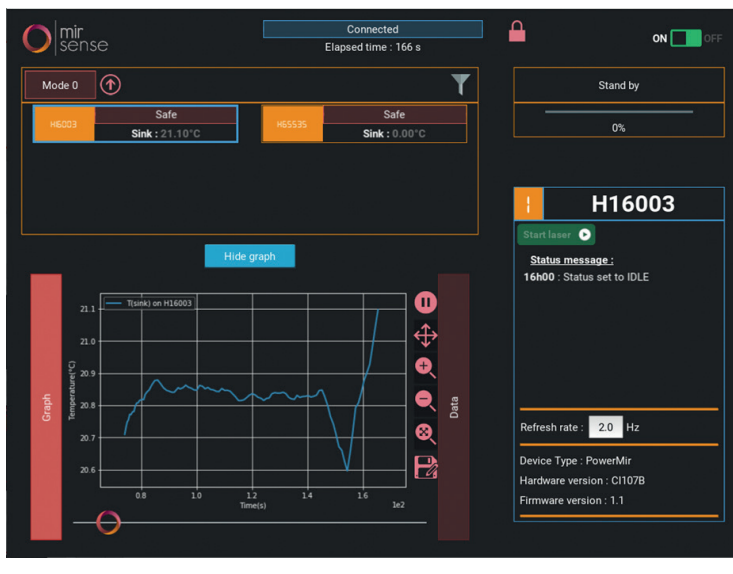 mir
sense
Connected
Elapsed time : 166 s
ON
OFF
Mode 0
Stand by
0%
H16003
Safe
Sink : 21.10°C
H65535
Safe
Sink : 0.00°C
H16003
Start laser
Status message :
16h00 : Status set to IDLE
Hide graph
Graph
T(sink) on H16003
Temperature(°C)
21.1
21.0
20.9
20.8
20.7
20.6
0.8
1.0
1.2
1.4
1.6
1e2
Time(s)
Data
Refresh rate : 2.0 Hz
Device Type : PowerMir
Hardware version : CI107B
Firmware version : 1.1